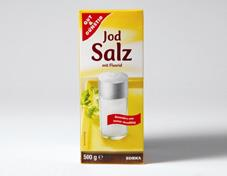 GUT
&
GÜNSTIG
Jod
Salz
mit Fluorid
500 g ℮
EDEKA